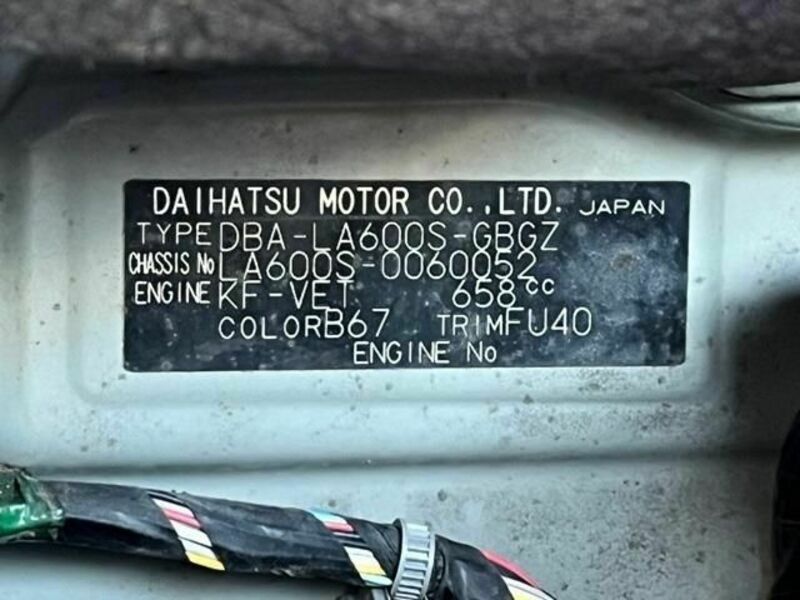 DAIHATSU MOTOR CO.,LTD. JAPAN
TYPE DBA-LA600S-GBGZ
CHASSIS No LA600S-0060052
ENGINE KF-VET 658cc
COLOR B67 TRIM FU40
ENGINE No